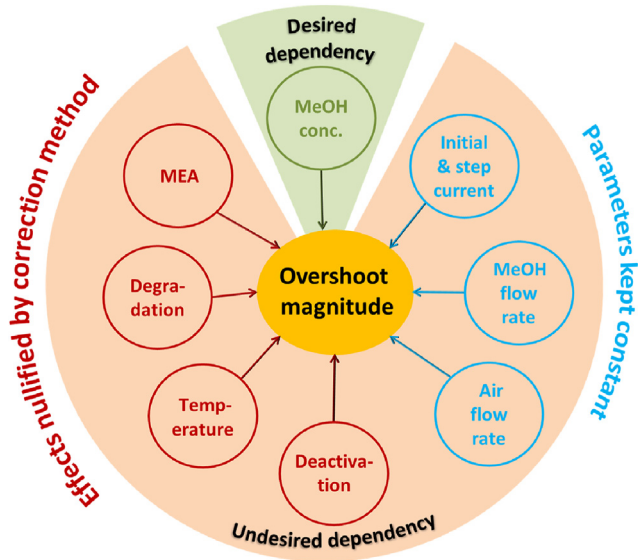 Desired
dependency
MeOH
conc.
Initial
& step
current
MeOH
flow
rate
Air
flow
rate
Deactiva-
tion
Temp-
erature
Degra-
dation
MEA
Overshoot
magnitude
Undesired dependency
Effects nullified by correction method
Parameters kept constant